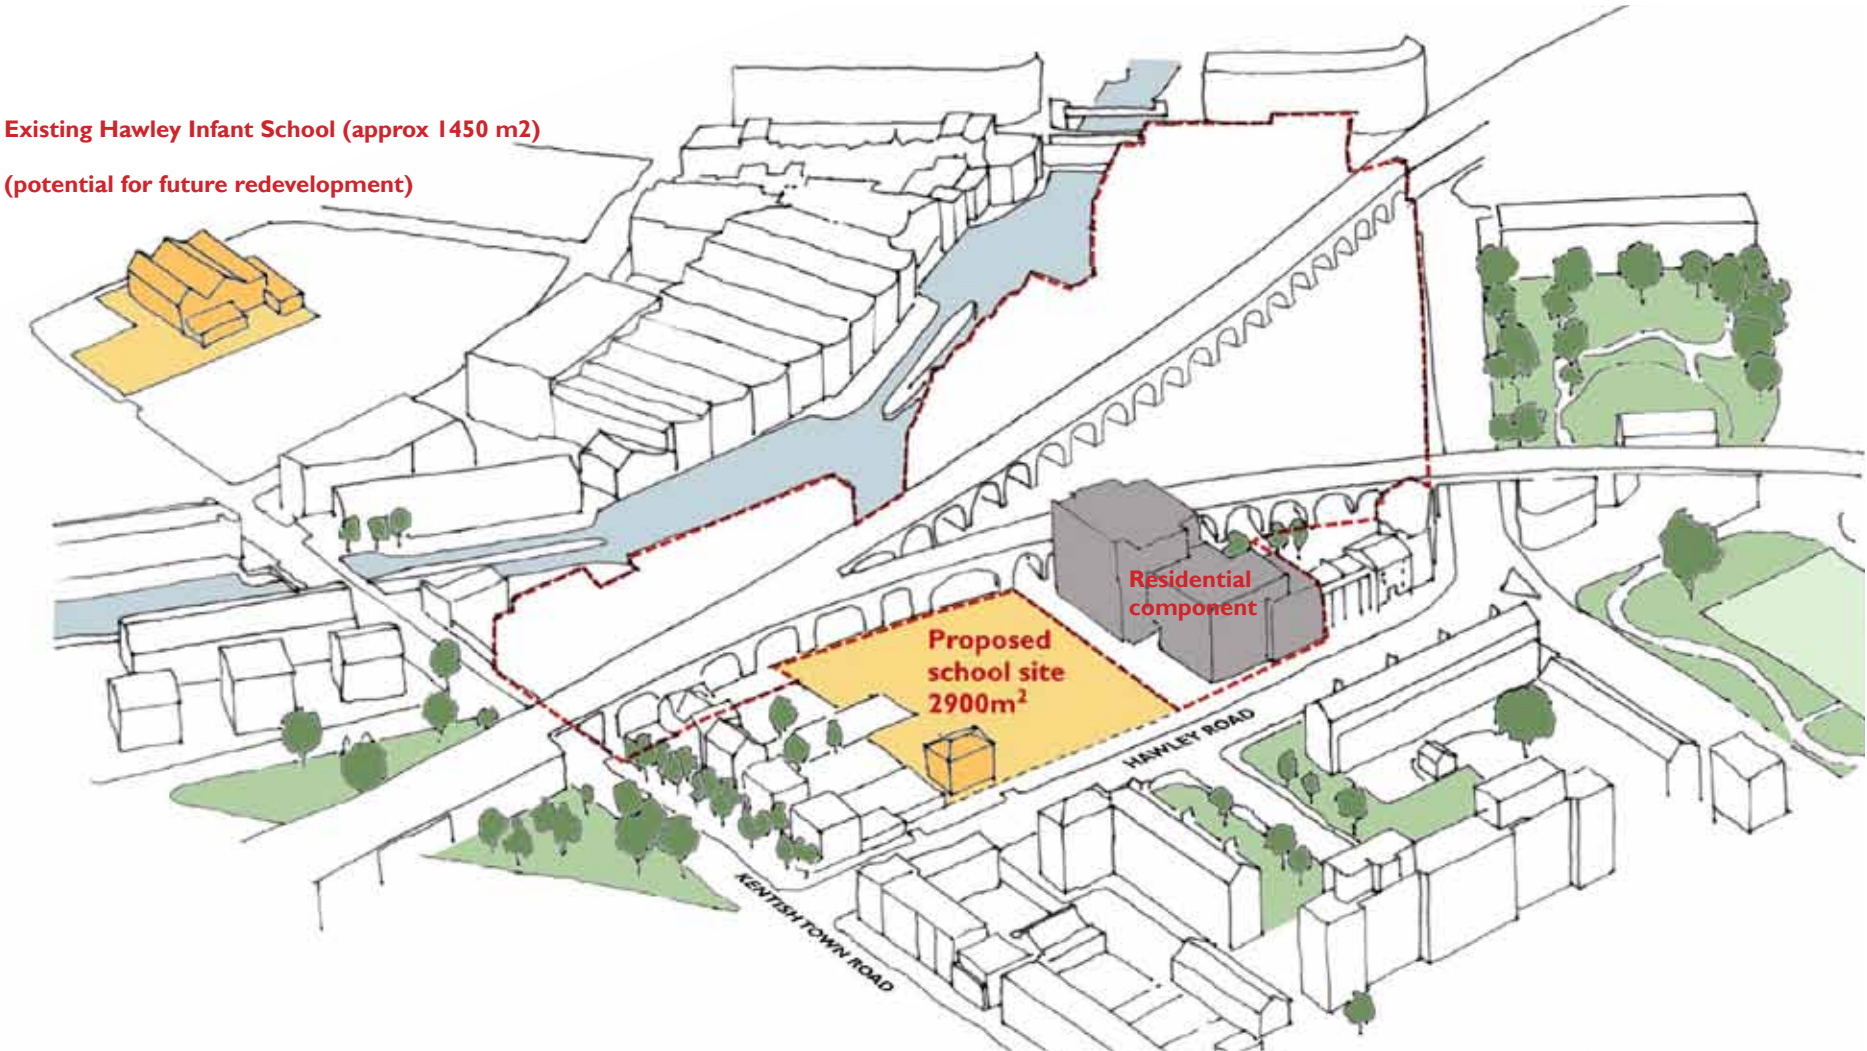 Existing Hawley Infant School (approx 1450 m2)
(potential for future redevelopment)
Residential
component
Proposed
school site
2900m²
HAWLEY ROAD
KENTISH TOWN ROAD